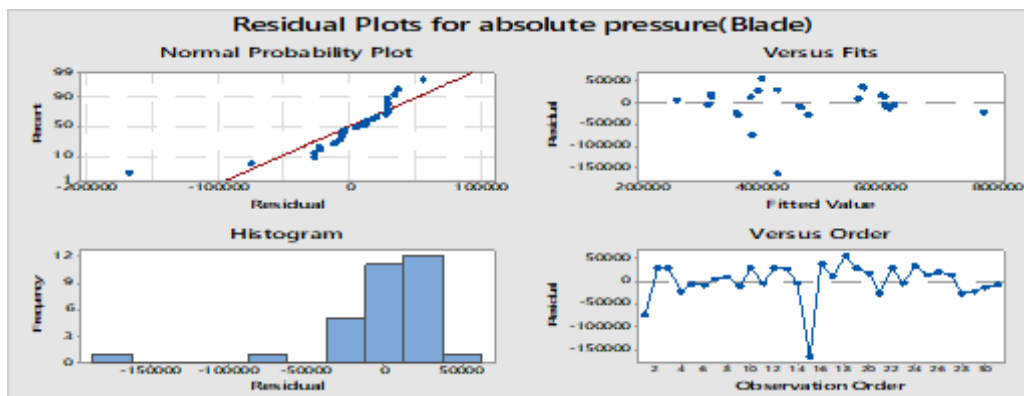 Residual Plots for absolute pressure(Blade)
Normal Probability Plot
99
90
50
10
1
Percent
-200000 -100000 0 100000
Residual
Versus Fits
50000
0
-50000
-100000
-150000
Residual
200000 400000 600000 800000
Fitted Value
Histogram
12
9
6
3
0
Frequency
-150000 -100000 -50000 0 50000
Residual
Versus Order
50000
0
-50000
-100000
-150000
Residual
2 4 6 8 10 12 14 16 18 20 22 24 26 28 30
Observation Order